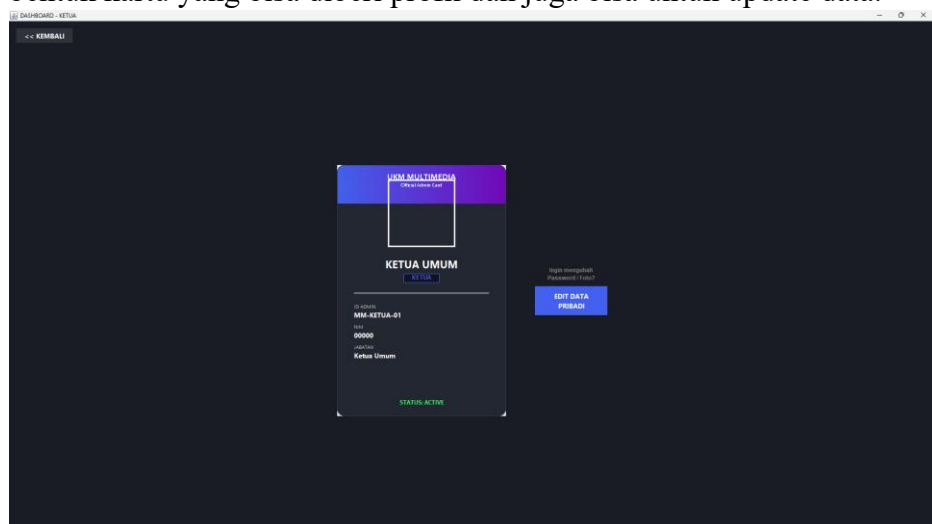 bentuk kartu yang bisa diberi profil dan juga bisa untuk update data.
DASHBOARD - KETUA
<< KEMBALI
UKM MULTIMEDIA
Official Admin Card
KETUA UMUM
KETUA
ID ADMIN
MM-KETUA-01
NIM
00000
JABATAN
Ketua Umum
STATUS: ACTIVE
Ingin mengubah
Password / Foto?
EDIT DATA
PRIBADI